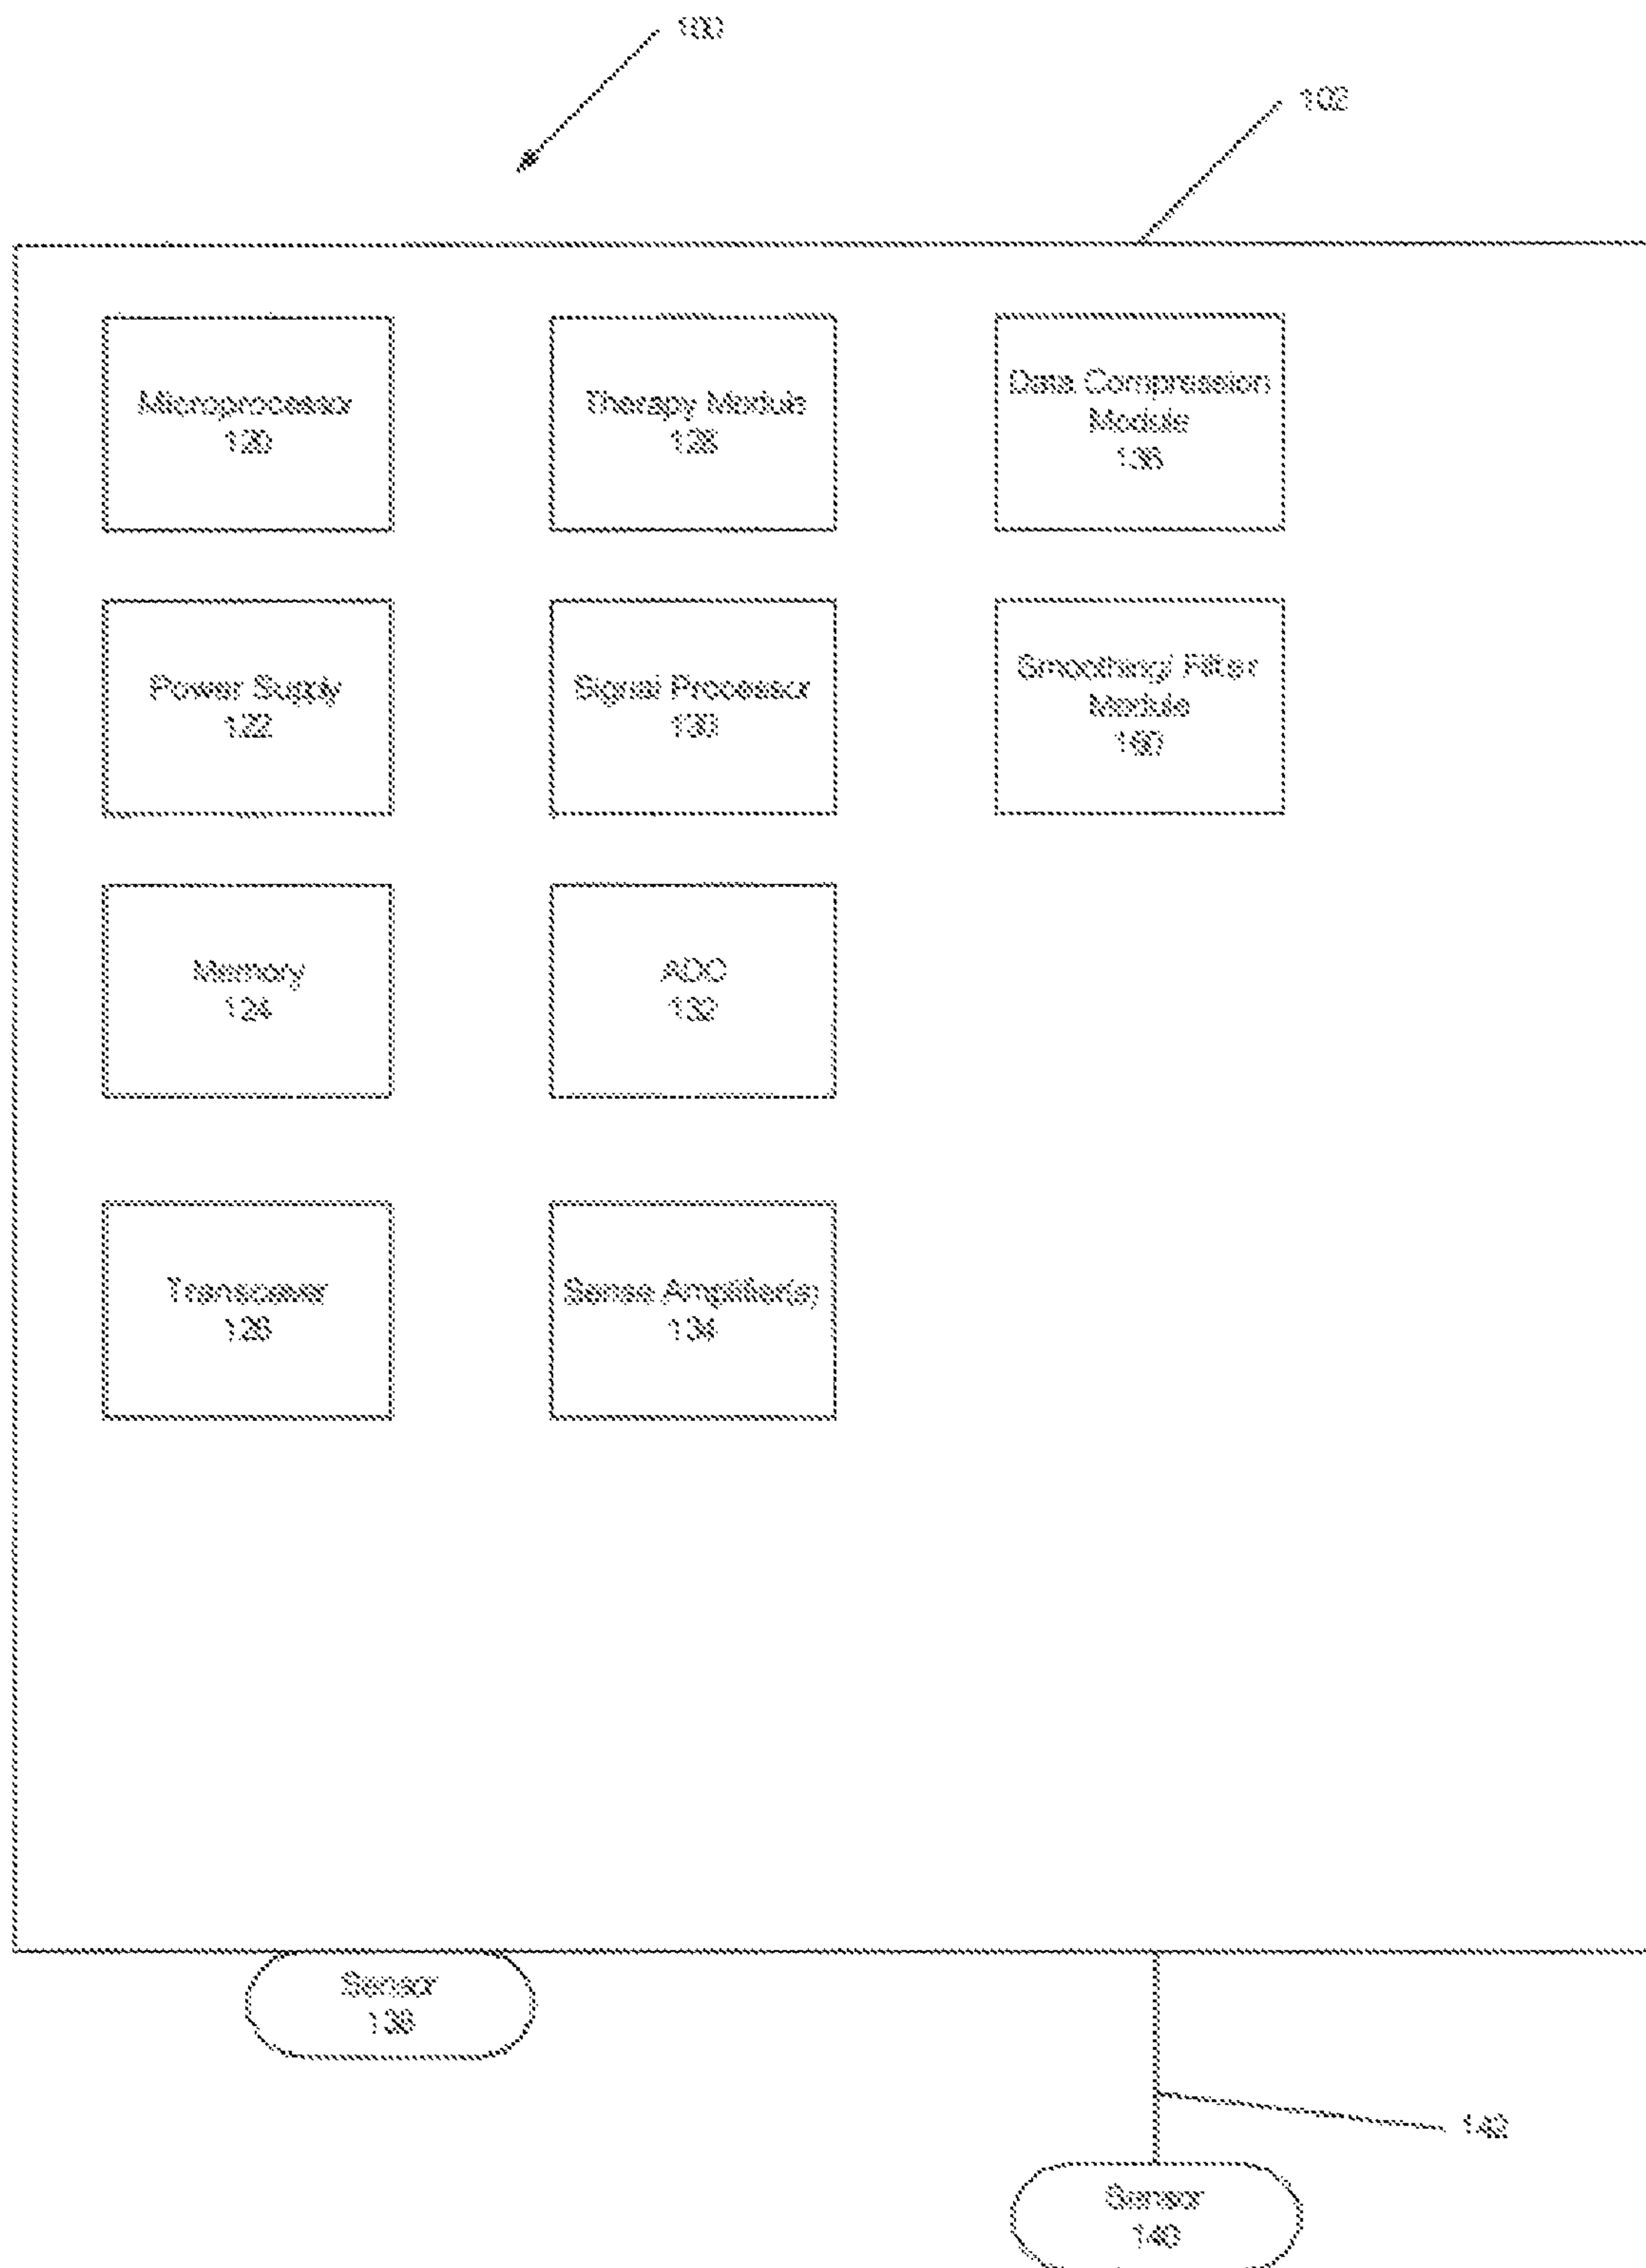 100
102
Microprocessor
120
Therapy Module
128
Data Compression
Module
136
Power Supply
122
Signal Processor
130
Smoothing/ Filter
Module
160
Memory
124
ADC
132
Transceiver
126
Sense Amplifier(s)
134
Sensor
138
142
Sensor
140